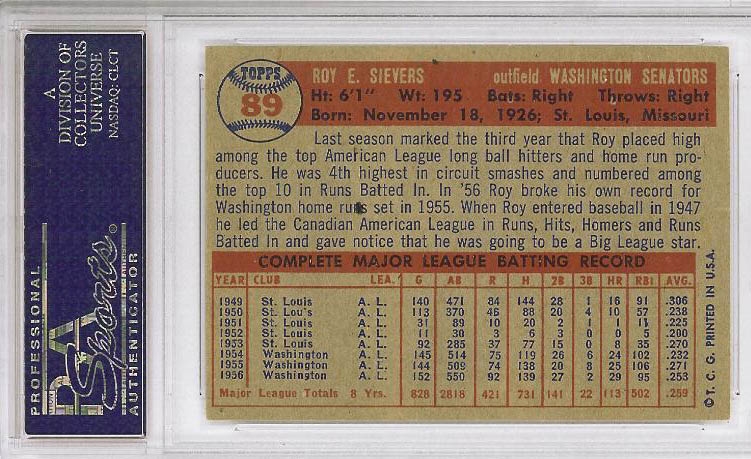 A
DIVISION OF
COLLECTORS
UNIVERSE
NASDAQ: CLCT
PROFESSIONAL
PSA
Sports®
AUTHENTICATOR
TOPPS
89
ROY E. SIEVERS outfield WASHINGTON SENATORS
Ht: 6'1" Wt: 195 Bats: Right Throws: Right
Born: November 18, 1926; St. Louis, Missouri
Last season marked the third year that Roy placed high
among the top American League long ball hitters and home run pro-
ducers. He was 4th highest in circuit smashes and numbered among
the top 10 in Runs Batted In. In '56 Roy broke his own record for
Washington home runs set in 1955. When Roy entered baseball in 1947
he led the Canadian American League in Runs, Hits, Homers and Runs
Batted In and gave notice that he was going to be a Big League star.
COMPLETE MAJOR LEAGUE BATTING RECORD
YEAR CLUB LEA. G AB R H 2B 3B HR RBI AVG.
1949 St. Louis A. L. 140 471 84 144 28 1 16 91 .306
1950 St. Louis A. L. 113 370 46 88 20 4 10 57 .238
1951 St. Louis A. L. 31 89 10 20 2 1 1 11 .225
1952 St. Louis A. L. 11 30 3 6 3 0 0 5 .200
1953 St. Louis A. L. 92 285 37 77 15 0 8 35 .270
1954 Washington A. L. 145 514 75 119 26 6 24 102 .232
1955 Washington A. L. 144 509 74 138 20 8 25 106 .271
1956 Washington A. L. 152 550 92 139 27 2 29 95 .253
Major League Totals 8 Yrs. 828 2818 421 731 141 22 113 502 .259
© T. C. G. PRINTED IN U.S.A.